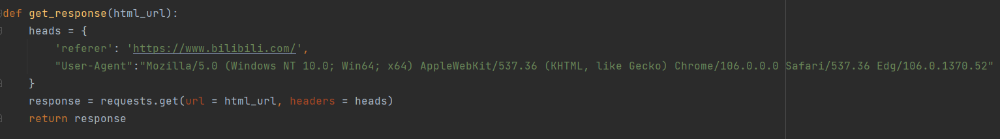 def get_response(html_url):
    heads = {
        'referer': 'https://www.bilibili.com/',
        "User-Agent":"Mozilla/5.0 (Windows NT 10.0; Win64; x64) AppleWebKit/537.36 (KHTML, like Gecko) Chrome/106.0.0.0 Safari/537.36 Edg/106.0.1370.52"
    }
    response = requests.get(url = html_url, headers = heads)
    return response